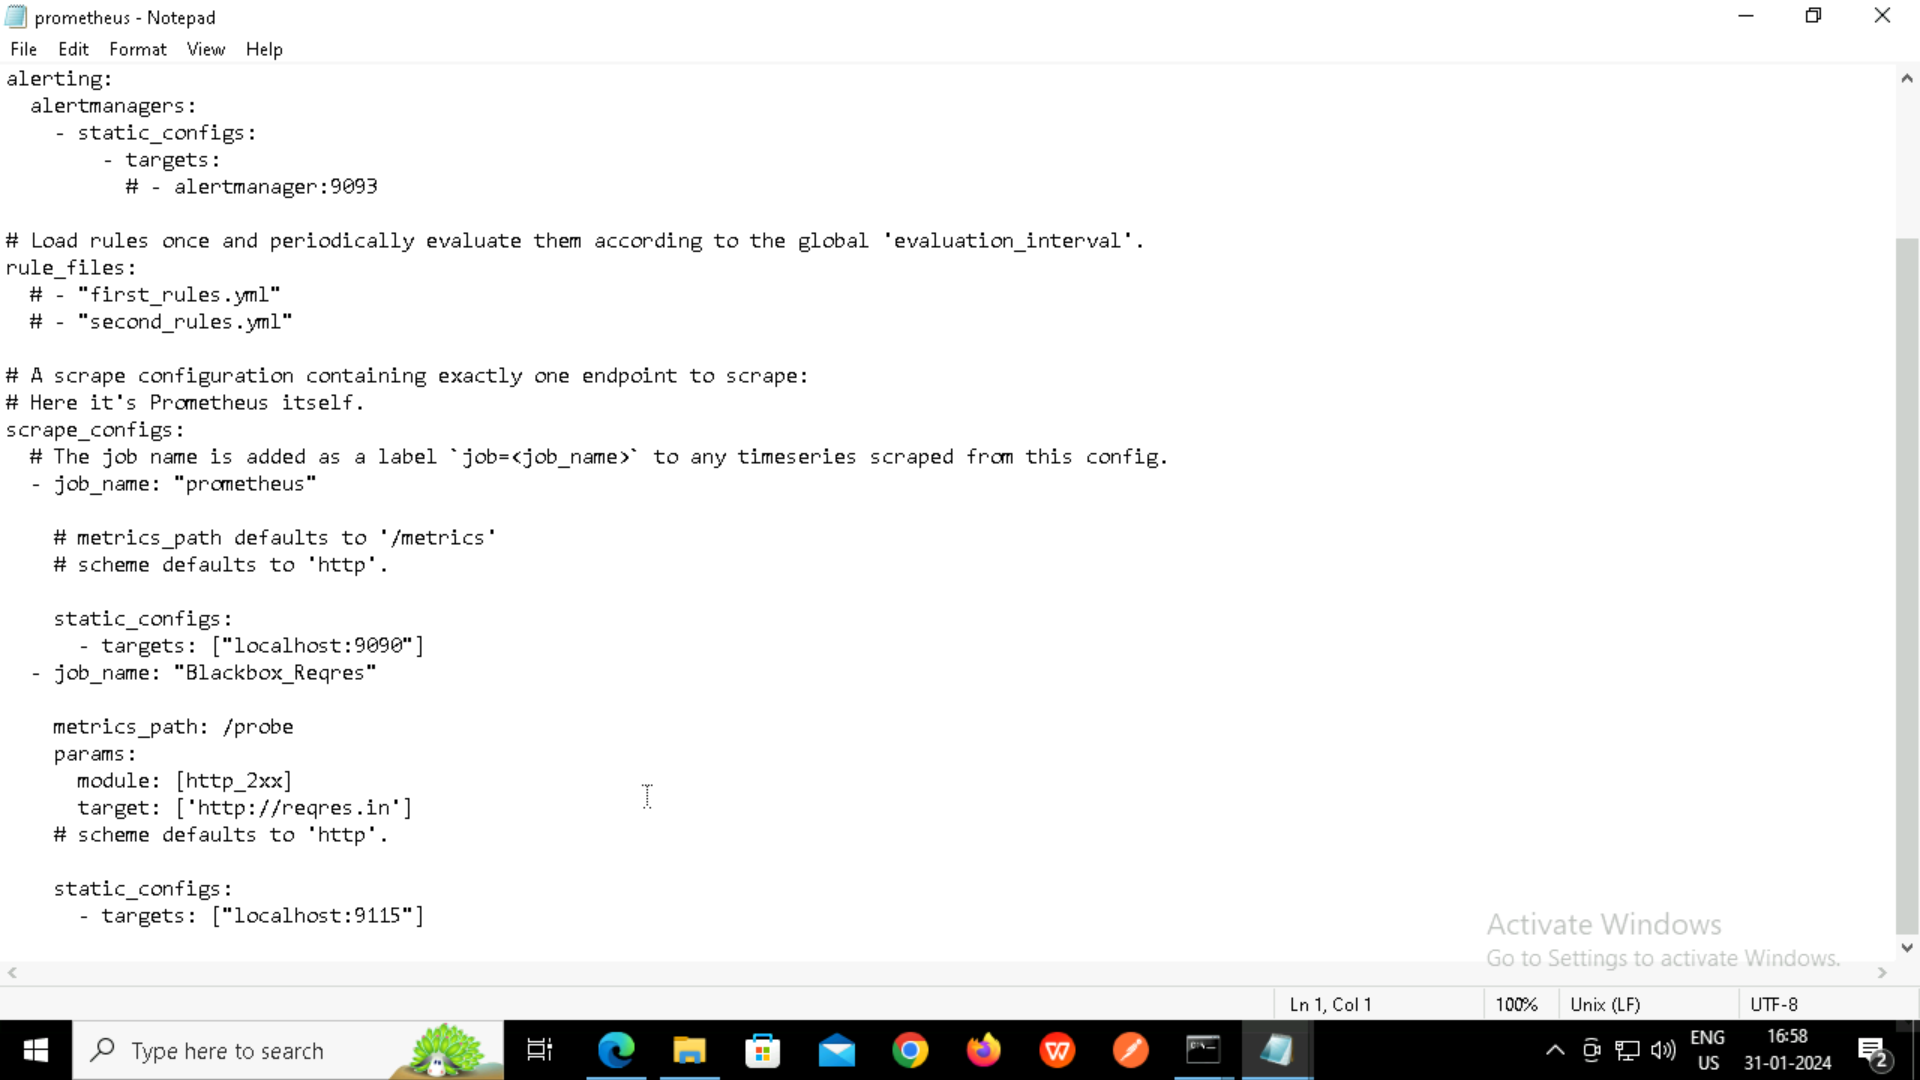 prometheus - Notepad
File Edit Format View Help
alerting:
  alertmanagers:
    - static_configs:
        - targets:
          # - alertmanager:9093

# Load rules once and periodically evaluate them according to the global 'evaluation_interval'.
rule_files:
  # - "first_rules.yml"
  # - "second_rules.yml"

# A scrape configuration containing exactly one endpoint to scrape:
# Here it's Prometheus itself.
scrape_configs:
  # The job name is added as a label `job=<job_name>` to any timeseries scraped from this config.
  - job_name: "prometheus"

    # metrics_path defaults to '/metrics'
    # scheme defaults to 'http'.

    static_configs:
      - targets: ["localhost:9090"]
  - job_name: "Blackbox_Reqres"

    metrics_path: /probe
    params:
      module: [http_2xx]
      target: ['http://reqres.in']
    # scheme defaults to 'http'.

    static_configs:
      - targets: ["localhost:9115"]
Activate Windows
Go to Settings to activate Windows.
Ln 1, Col 1 100% Unix (LF) UTF-8
Type here to search
ENG
US
16:58
31-01-2024
2